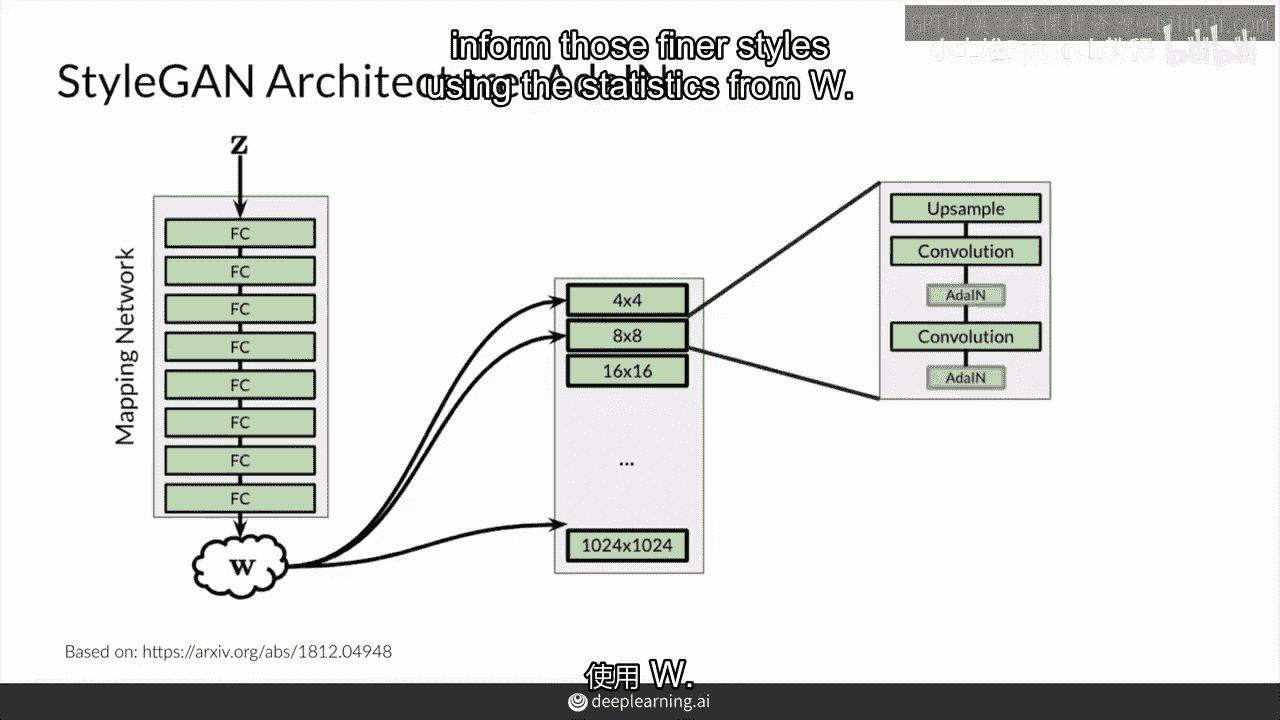 inform those finer styles
using the statistics from W.
StyleGAN Architecture: AdaIN
z
Mapping Network
FC
FC
FC
FC
FC
FC
FC
FC
w
4x4
8x8
16x16
...
1024x1024
Upsample
Convolution
AdaIN
Convolution
AdaIN
Based on: https://arxiv.org/abs/1812.04948
使用 W.
deeplearning.ai
bilibili